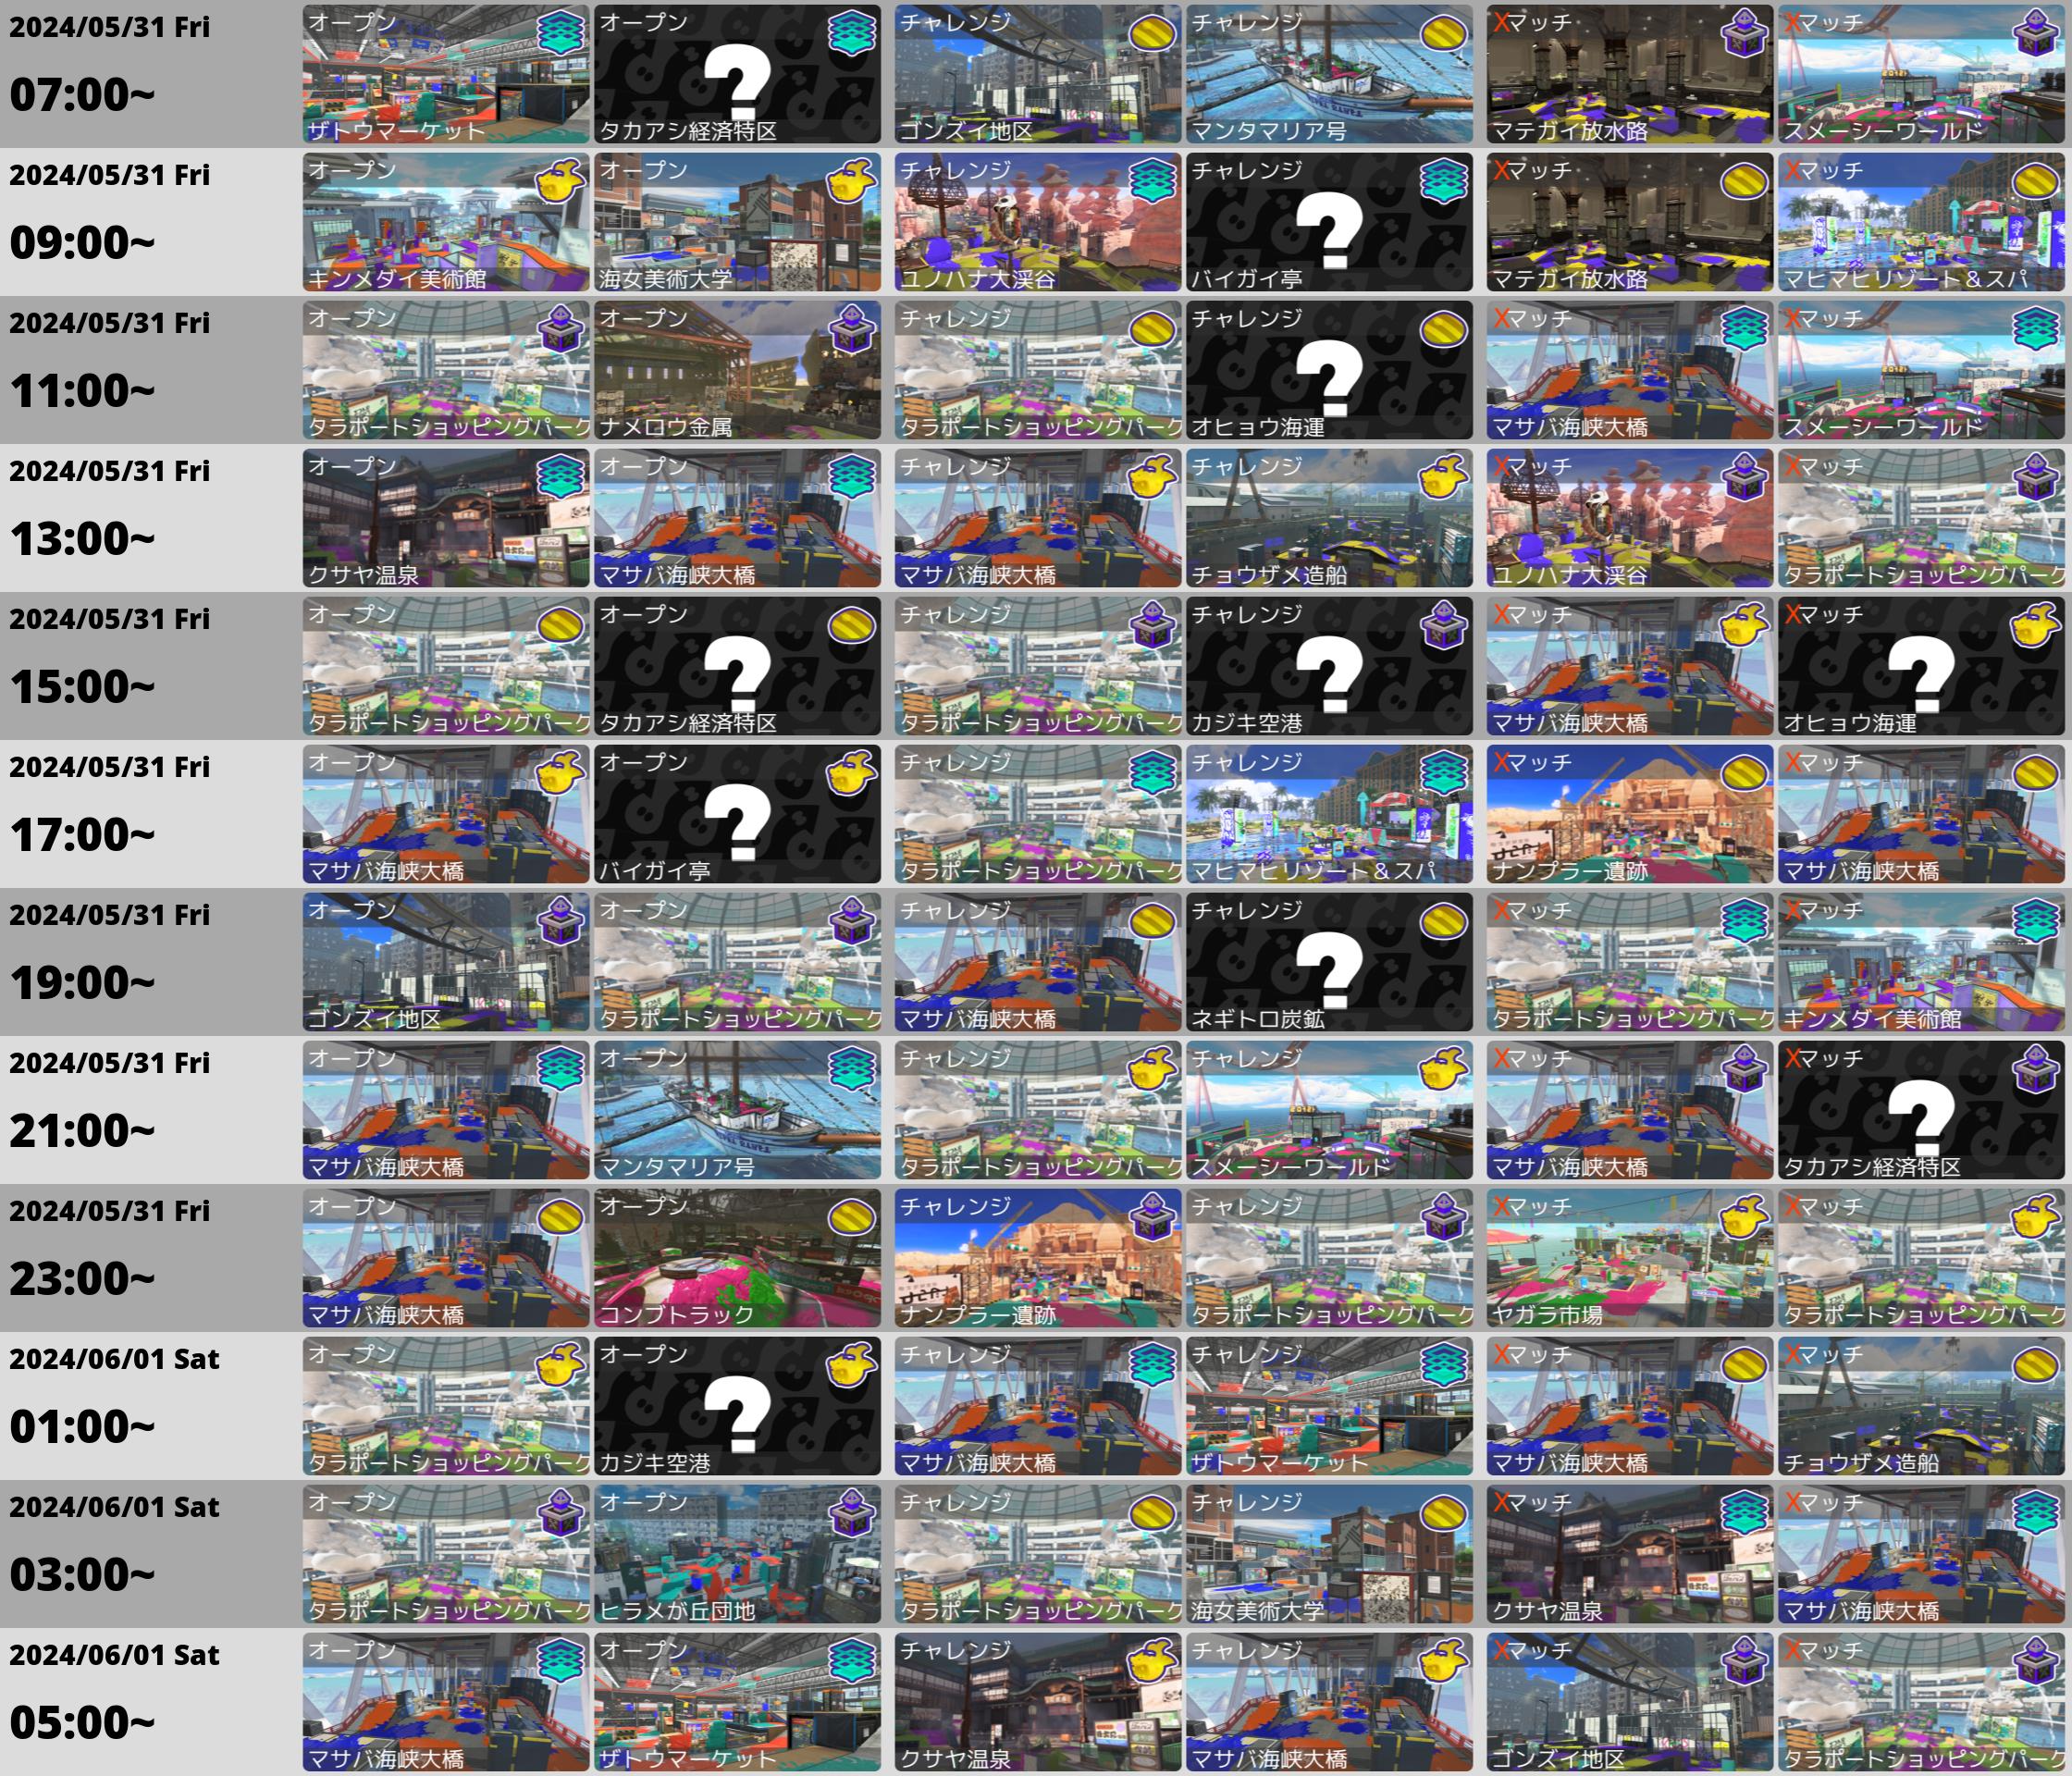 2024/05/31 Fri
07:00~
オープン オープン チャレンジ チャレンジ Xマッチ Xマッチ
ザトウマーケット タカアシ経済特区 ゴンズイ地区 マンタマリア号 マテガイ放水路 スメーシーワールド
2024/05/31 Fri
09:00~
オープン オープン チャレンジ チャレンジ Xマッチ Xマッチ
キンメダイ美術館 海女美術大学 ユノハナ大渓谷 バイガイ亭 マテガイ放水路 マヒマヒリゾート＆スパ
2024/05/31 Fri
11:00~
オープン オープン チャレンジ チャレンジ Xマッチ Xマッチ
タラポートショッピングパーク ナメロウ金属 タラポートショッピングパーク オヒョウ海運 マサバ海峡大橋 スメーシーワールド
2024/05/31 Fri
13:00~
オープン オープン チャレンジ チャレンジ Xマッチ Xマッチ
クサヤ温泉 マサバ海峡大橋 マサバ海峡大橋 チョウザメ造船 ユノハナ大渓谷 タラポートショッピングパーク
2024/05/31 Fri
15:00~
オープン オープン チャレンジ チャレンジ Xマッチ Xマッチ
タラポートショッピングパーク タカアシ経済特区 タラポートショッピングパーク カジキ空港 マサバ海峡大橋 オヒョウ海運
2024/05/31 Fri
17:00~
オープン オープン チャレンジ チャレンジ Xマッチ Xマッチ
マサバ海峡大橋 バイガイ亭 タラポートショッピングパーク マヒマヒリゾート＆スパ ナンプラー遺跡 マサバ海峡大橋
2024/05/31 Fri
19:00~
オープン オープン チャレンジ チャレンジ Xマッチ Xマッチ
ゴンズイ地区 タラポートショッピングパーク マサバ海峡大橋 ネギトロ炭鉱 タラポートショッピングパーク キンメダイ美術館
2024/05/31 Fri
21:00~
オープン オープン チャレンジ チャレンジ Xマッチ Xマッチ
マサバ海峡大橋 マンタマリア号 タラポートショッピングパーク スメーシーワールド マサバ海峡大橋 タカアシ経済特区
2024/05/31 Fri
23:00~
オープン オープン チャレンジ チャレンジ Xマッチ Xマッチ
マサバ海峡大橋 コンブトラック ナンプラー遺跡 タラポートショッピングパーク ヤガラ市場 タラポートショッピングパーク
2024/06/01 Sat
01:00~
オープン オープン チャレンジ チャレンジ Xマッチ Xマッチ
タラポートショッピングパーク カジキ空港 マサバ海峡大橋 ザトウマーケット マサバ海峡大橋 チョウザメ造船
2024/06/01 Sat
03:00~
オープン オープン チャレンジ チャレンジ Xマッチ Xマッチ
タラポートショッピングパーク ヒラメが丘団地 タラポートショッピングパーク 海女美術大学 クサヤ温泉 マサバ海峡大橋
2024/06/01 Sat
05:00~
オープン オープン チャレンジ チャレンジ Xマッチ Xマッチ
マサバ海峡大橋 ザトウマーケット クサヤ温泉 マサバ海峡大橋 ゴンズイ地区 タラポートショッピングパーク